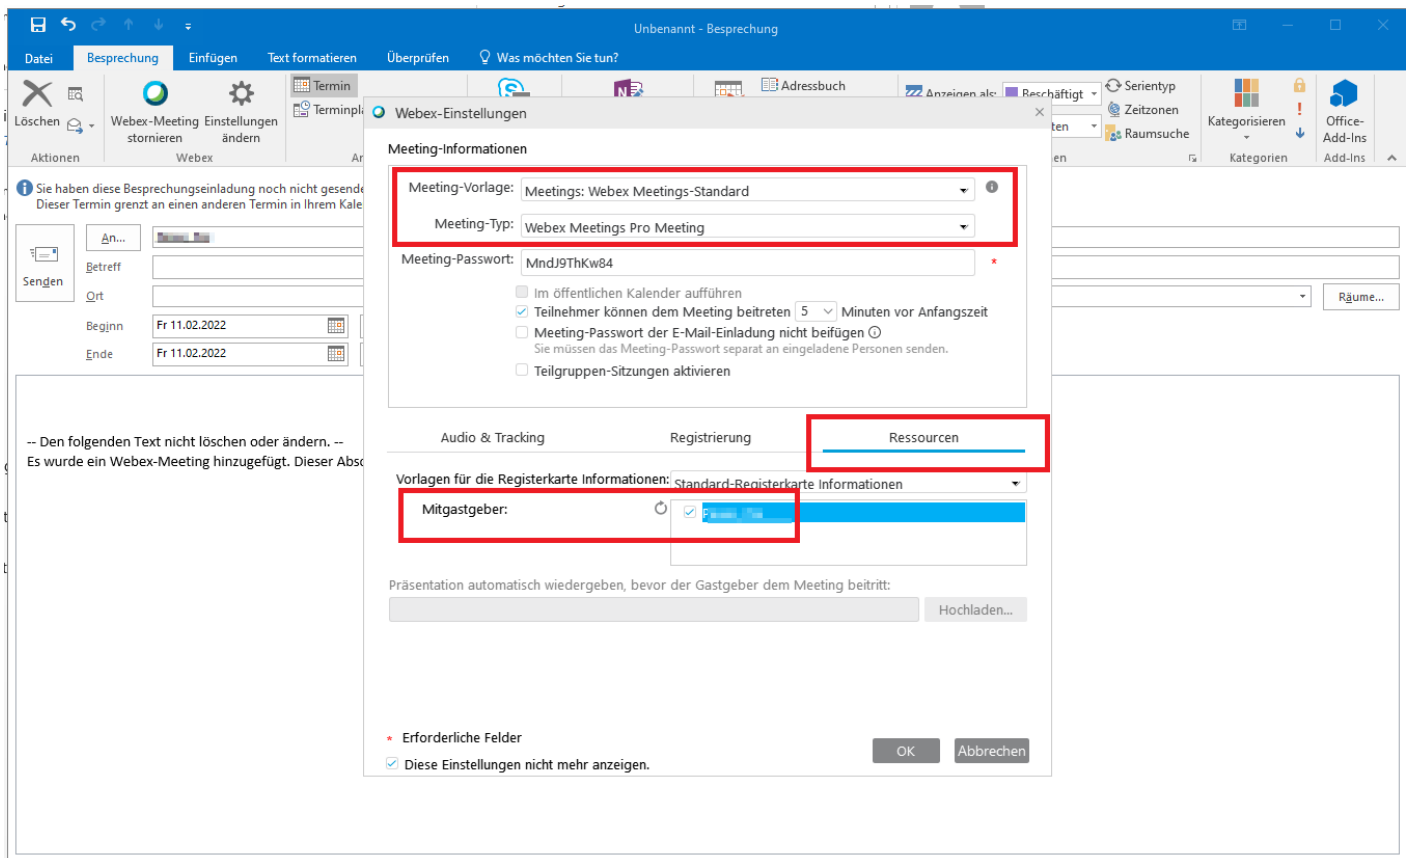 Unbenannt - Besprechung
Datei Besprechung Einfügen Text formatieren Überprüfen Was möchten Sie tun?
Termin Adressbuch Anzeigen als: Beschäftigt Serientyp
Löschen Webex-Meeting stornieren Einstellungen ändern Zeitzonen Kategorisieren Office-Add-Ins
Raumsuche
Aktionen Webex Kategorien Add-Ins
Webex-Einstellungen
Meeting-Informationen
Sie haben diese Besprechungseinladung noch nicht
Dieser Termin grenzt an einen anderen Termin in Ihrem
Meeting-Vorlage: Meetings: Webex Meetings-Standard
Meeting-Typ: Webex Meetings Pro Meeting
Meeting-Passwort: MndJ9ThKw84 *
Im öffentlichen Kalender aufführen
Teilnehmer können dem Meeting beitreten 5 Minuten vor Anfangszeit
Meeting-Passwort der E-Mail-Einladung nicht beifügen
Sie müssen das Meeting-Passwort separat an eingeladene Personen senden.
Teilgruppen-Sitzungen aktivieren
Senden
An...
Betreff
Ort
Räume...
Beginn Fr 11.02.2022
Ende Fr 11.02.2022
-- Den folgenden Text nicht löschen oder ändern. --
Es wurde ein Webex-Meeting hinzugefügt. Dieser
Audio & Tracking Registrierung Ressourcen
Vorlagen für die Registerkarte Informationen: Standard-Registerkarte Informationen
Mitgastgeber:
Präsentation automatisch wiedergeben, bevor der Gastgeber dem Meeting beitritt:
Hochladen...
* Erforderliche Felder
Diese Einstellungen nicht mehr anzeigen.
OK Abbrechen